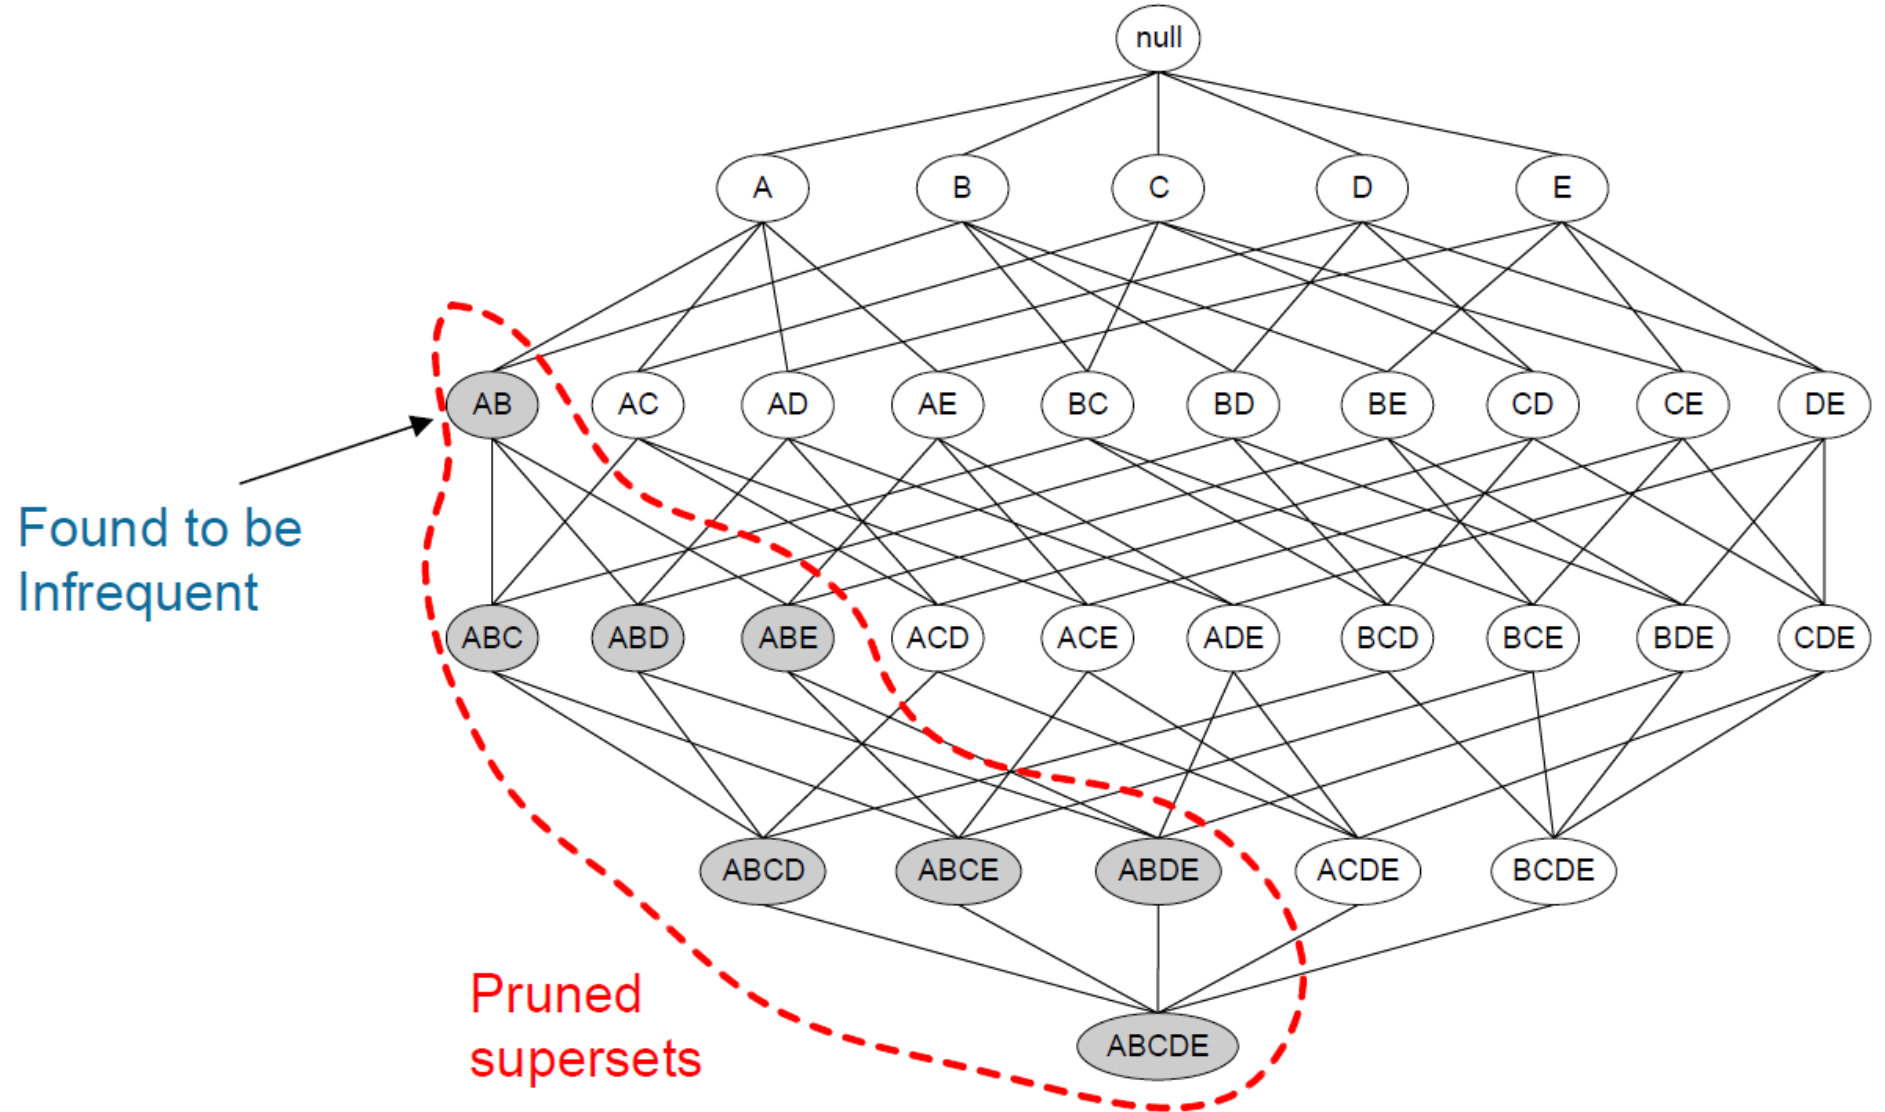 null
A B C D E
AB AC AD AE BC BD BE CD CE DE
Found to be
Infrequent
ABC ABD ABE ACD ACE ADE BCD BCE BDE CDE
ABCD ABCE ABDE ACDE BCDE
Pruned
supersets
ABCDE